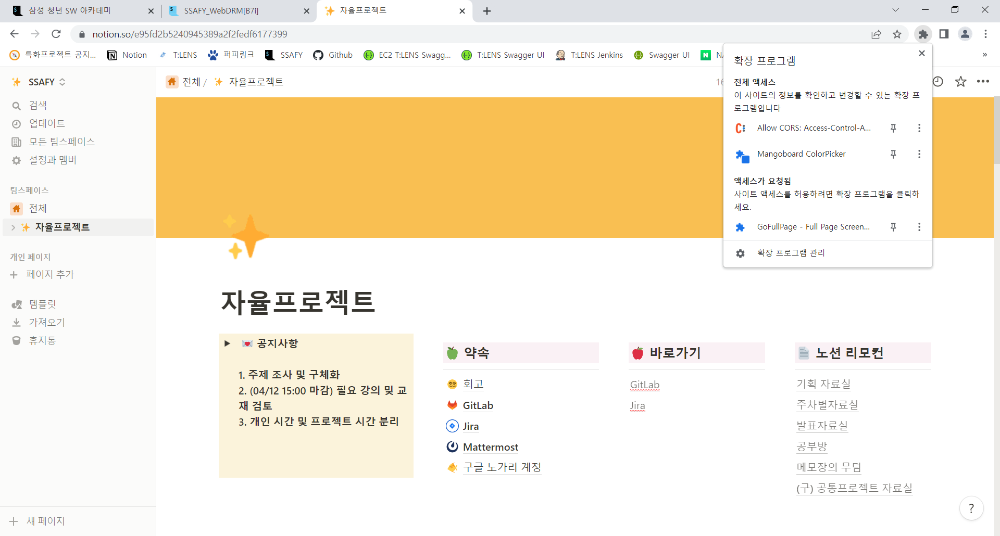 삼성 청년 SW 아카데미
SSAFY_WebDRM[B7i]
자율프로젝트
notion.so/e95fd2b5240945389a2f2fedf6177399
특화프로젝트 공지...
Notion
T:LENS
퍼피링크
SSAFY
Github
EC2 T:LENS Swagg...
T:LENS Swagger UI
T:LENS Jenkins
Swagger UI
SSAFY
전체 /
자율프로젝트
검색
업데이트
모든 팀스페이스
설정과 멤버
팀스페이스
전체
자율프로젝트
개인 페이지
페이지 추가
템플릿
가져오기
휴지통
새 페이지
확장 프로그램
전체 액세스
이 사이트의 정보를 확인하고 변경할 수 있는 확장 프
로그램입니다
Allow CORS: Access-Control-A...
Mangoboard ColorPicker
액세스가 요청됨
사이트 액세스를 허용하려면 확장 프로그램을 클릭하
세요.
GoFullPage - Full Page Screen...
확장 프로그램 관리
자율프로젝트
공지사항
1. 주제 조사 및 구체화
2. (04/12 15:00 마감) 필요 강의 및 교
재 검토
3. 개인 시간 및 프로젝트 시간 분리
약속
회고
GitLab
Jira
Mattermost
구글 노가리 계정
바로가기
GitLab
Jira
노션 리모컨
기획 자료실
주차별자료실
발표자료실
공부방
메모장의 무덤
(구) 공통프로젝트 자료실
?